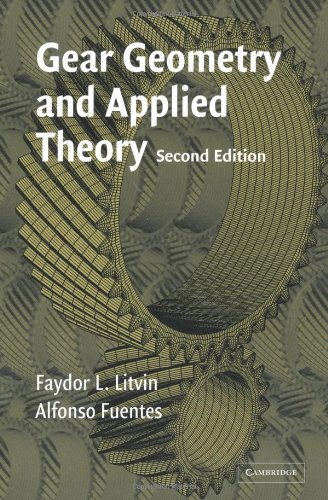 Gear Geometry
and Applied
Theory Second Edition
Faydor L. Litvin
Alfonso Fuentes
CAMBRIDGE